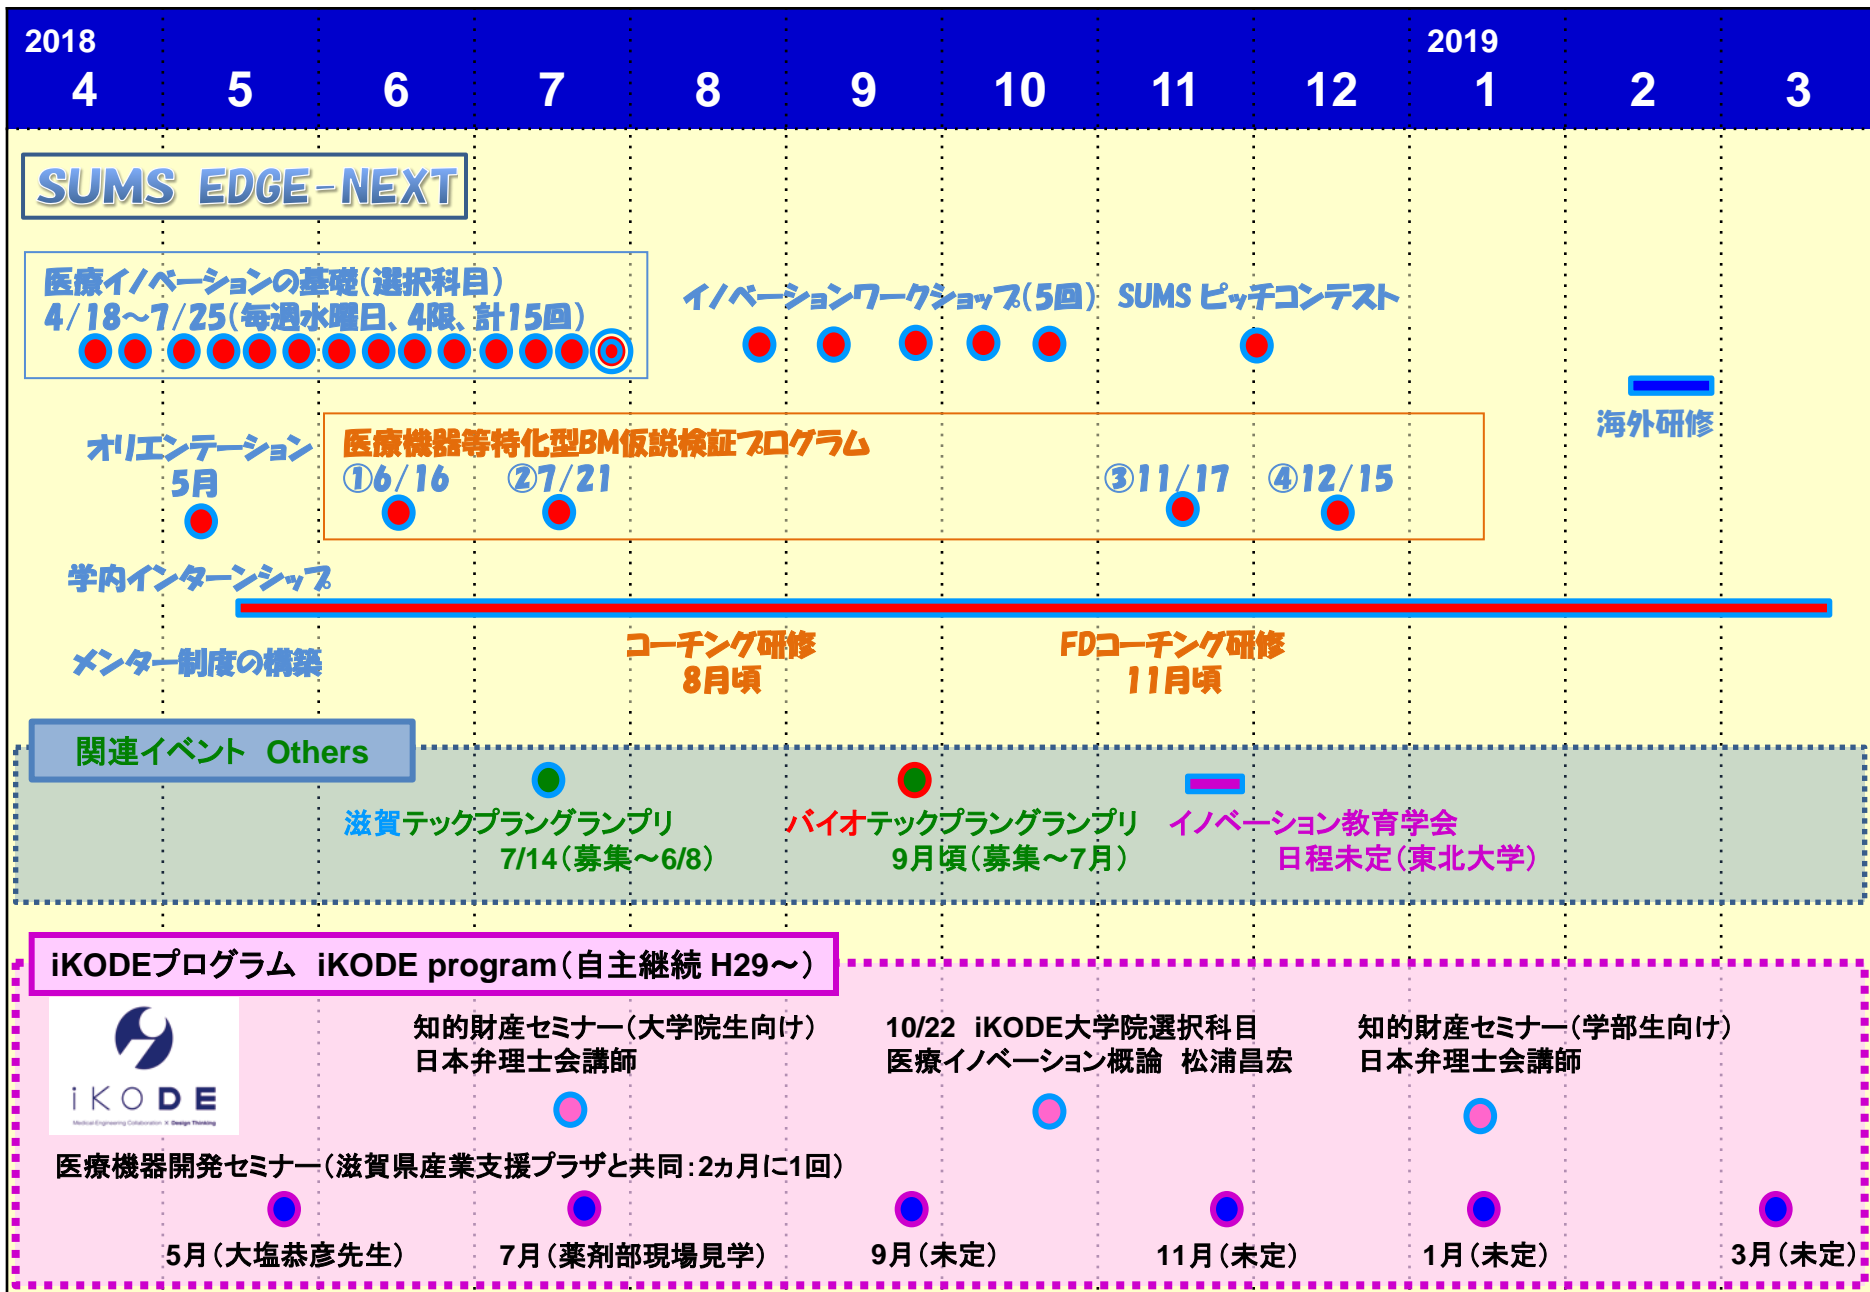 2018
2019
4 5 6 7 8 9 10 11 12 1 2 3
SUMS EDGE-NEXT
医療イノベーションの基礎（選択科目）
4/18～7/25（毎週水曜日、4限、計15回）
イノベーションワークショップ（5回）
SUMS ピッチコンテスト
海外研修
オリエンテーション
5月
医療機器等特化型BM仮説検証プログラム
①6/16 ②7/21 ③11/17 ④12/15
学内インターンシップ
メンター制度の構築
コーチング研修
8月頃
FDコーチング研修
11月頃
関連イベント Others
滋賀テックプラングランプリ
7/14（募集～6/8）
バイオテックプラングランプリ
9月頃（募集～7月）
イノベーション教育学会
日程未定（東北大学）
iKODEプログラム iKODE program（自主継続 H29～）
iKODE
Medical-Engineering Collaboration × Design Thinking
知的財産セミナー（大学院生向け）
日本弁理士会講師
10/22 iKODE大学院選択科目
医療イノベーション概論 松浦昌宏
知的財産セミナー（学部生向け）
日本弁理士会講師
医療機器開発セミナー（滋賀県産業支援プラザと共同：2ヵ月に1回）
5月（大塩恭彦先生）
7月（薬剤部現場見学）
9月（未定）
11月（未定）
1月（未定）
3月（未定）